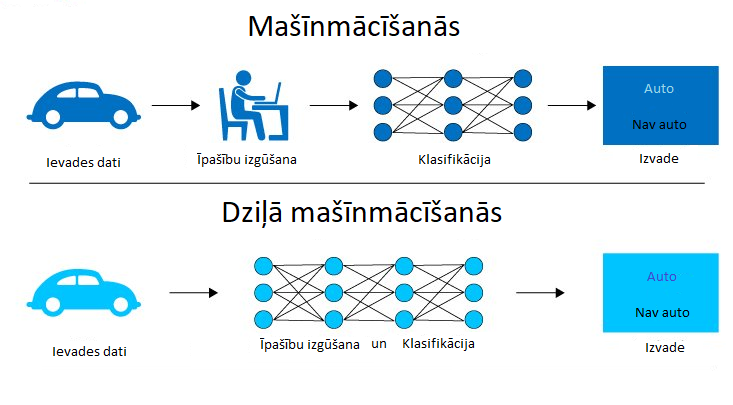 Mašīnmācīšanās
Auto
Nav auto
Ievades dati
Īpašību izgūšana
Klasifikācija
Izvade
Dziļā mašīnmācīšanās
Auto
Nav auto
Ievades dati
Īpašību izgūšana un Klasifikācija
Izvade